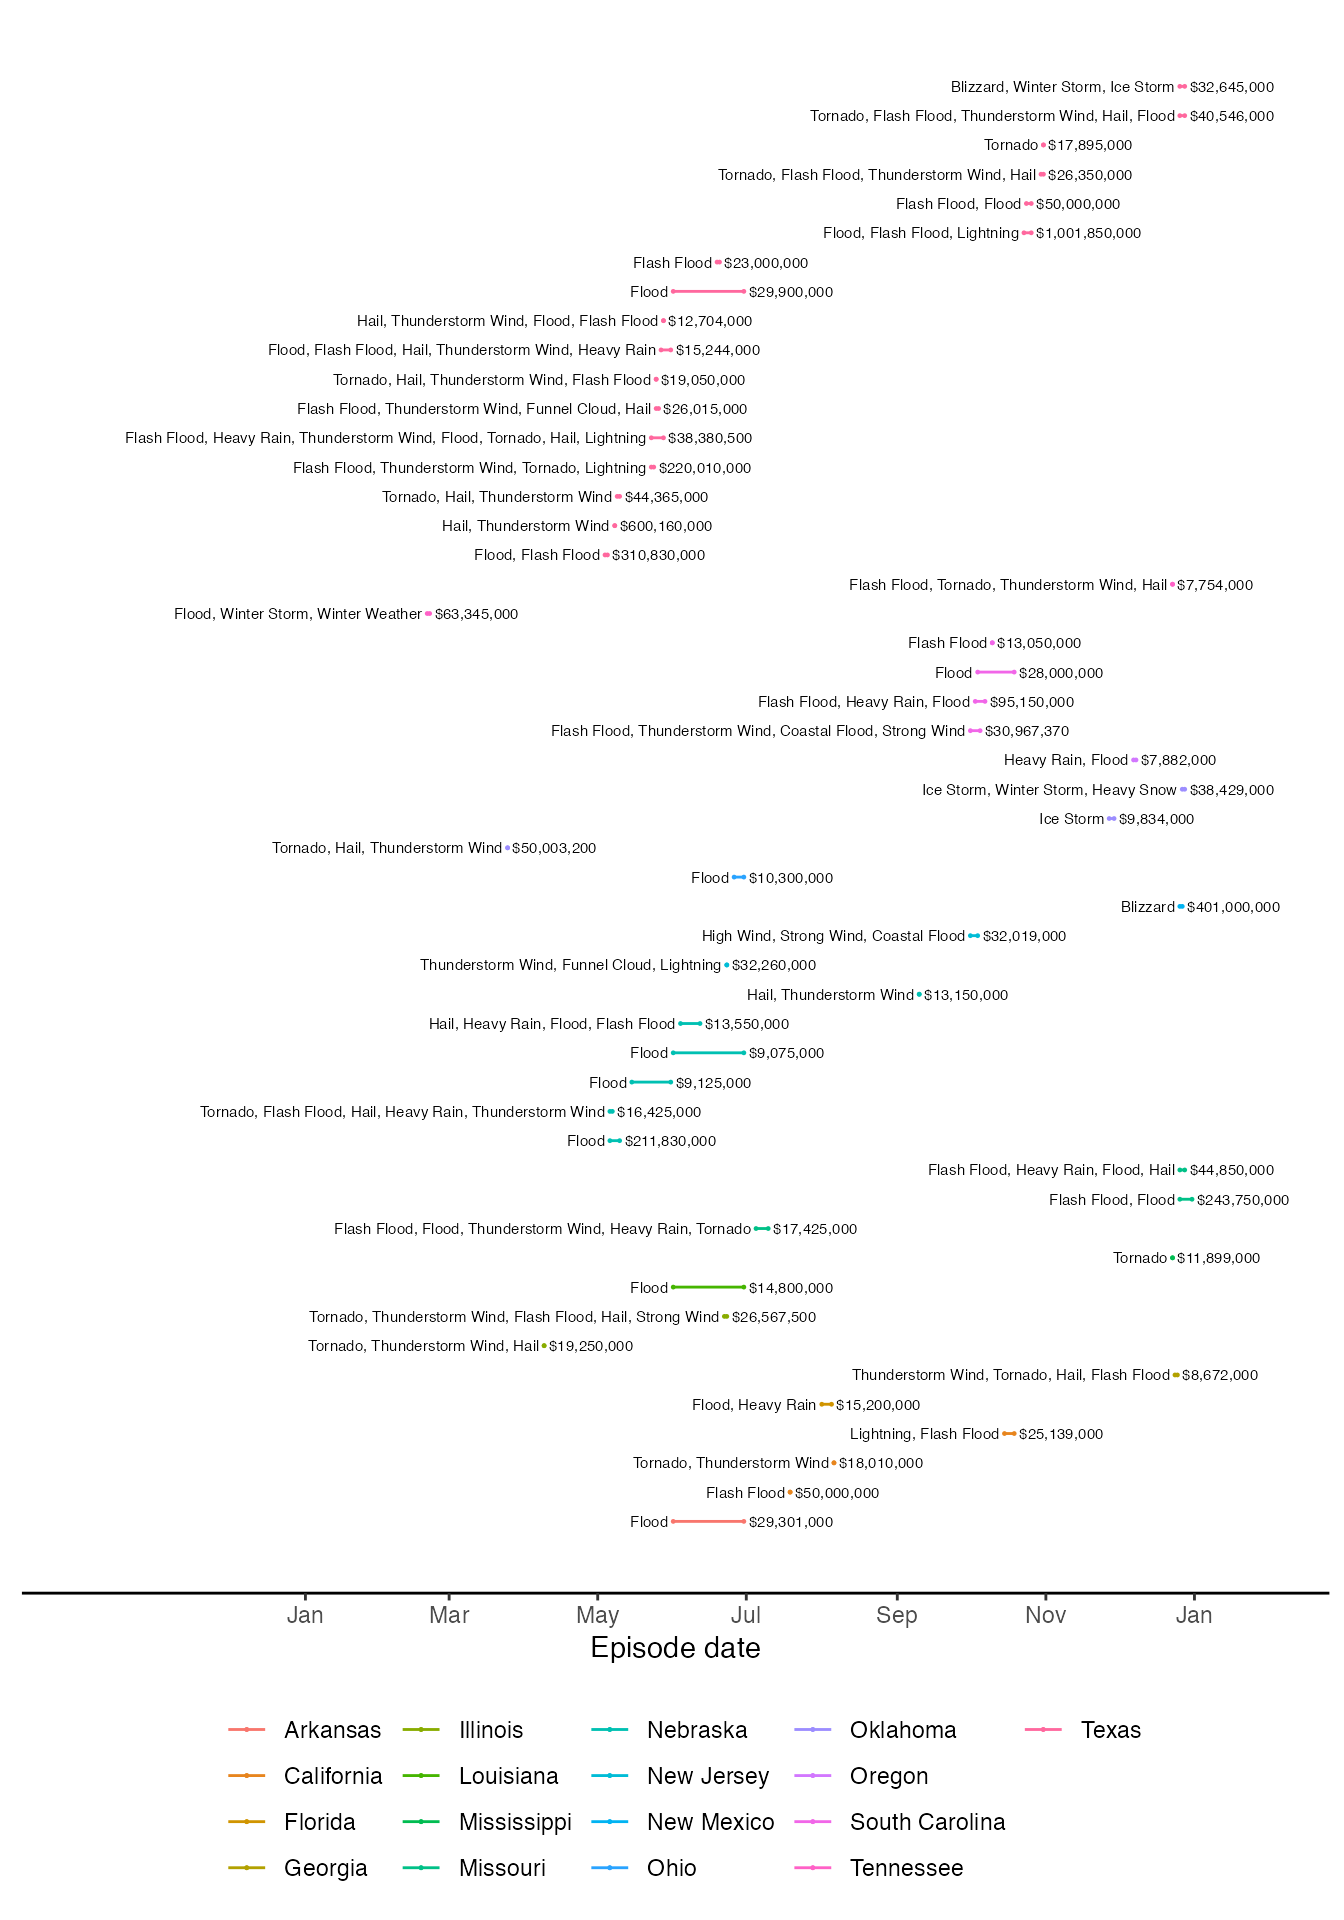 Blizzard, Winter Storm, Ice Storm $32,645,000
Tornado, Flash Flood, Thunderstorm Wind, Hail, Flood $40,546,000
Tornado $17,895,000
Tornado, Flash Flood, Thunderstorm Wind, Hail $26,350,000
Flash Flood, Flood $50,000,000
Flood, Flash Flood, Lightning $1,001,850,000
Flash Flood $23,000,000
Flood $29,900,000
Hail, Thunderstorm Wind, Flood, Flash Flood $12,704,000
Flood, Flash Flood, Hail, Thunderstorm Wind, Heavy Rain $15,244,000
Tornado, Hail, Thunderstorm Wind, Flash Flood $19,050,000
Flash Flood, Thunderstorm Wind, Funnel Cloud, Hail $26,015,000
Flash Flood, Heavy Rain, Thunderstorm Wind, Flood, Tornado, Hail, Lightning $38,380,500
Flash Flood, Thunderstorm Wind, Tornado, Lightning $220,010,000
Tornado, Hail, Thunderstorm Wind $44,365,000
Hail, Thunderstorm Wind $600,160,000
Flood, Flash Flood $310,830,000
Flash Flood, Tornado, Thunderstorm Wind, Hail $7,754,000
Flood, Winter Storm, Winter Weather $63,345,000
Flash Flood $13,050,000
Flood $28,000,000
Flash Flood, Heavy Rain, Flood $95,150,000
Flash Flood, Thunderstorm Wind, Coastal Flood, Strong Wind $30,967,370
Heavy Rain, Flood $7,882,000
Ice Storm, Winter Storm, Heavy Snow $38,429,000
Ice Storm $9,834,000
Tornado, Hail, Thunderstorm Wind $50,003,200
Flood $10,300,000
Blizzard $401,000,000
High Wind, Strong Wind, Coastal Flood $32,019,000
Thunderstorm Wind, Funnel Cloud, Lightning $32,260,000
Hail, Thunderstorm Wind $13,150,000
Hail, Heavy Rain, Flood, Flash Flood $13,550,000
Flood $9,075,000
Flood $9,125,000
Tornado, Flash Flood, Hail, Heavy Rain, Thunderstorm Wind $16,425,000
Flood $211,830,000
Flash Flood, Heavy Rain, Flood, Hail $44,850,000
Flash Flood, Flood $243,750,000
Flash Flood, Flood, Thunderstorm Wind, Heavy Rain, Tornado $17,425,000
Tornado $11,899,000
Flood $14,800,000
Tornado, Thunderstorm Wind, Flash Flood, Hail, Strong Wind $26,567,500
Tornado, Thunderstorm Wind, Hail $19,250,000
Thunderstorm Wind, Tornado, Hail, Flash Flood $8,672,000
Flood, Heavy Rain $15,200,000
Lightning, Flash Flood $25,139,000
Tornado, Thunderstorm Wind $18,010,000
Flash Flood $50,000,000
Flood $29,301,000
Jan Mar May Jul Sep Nov Jan
Episode date
Arkansas Illinois Nebraska Oklahoma Texas
California Louisiana New Jersey Oregon
Florida Mississippi New Mexico South Carolina
Georgia Missouri Ohio Tennessee